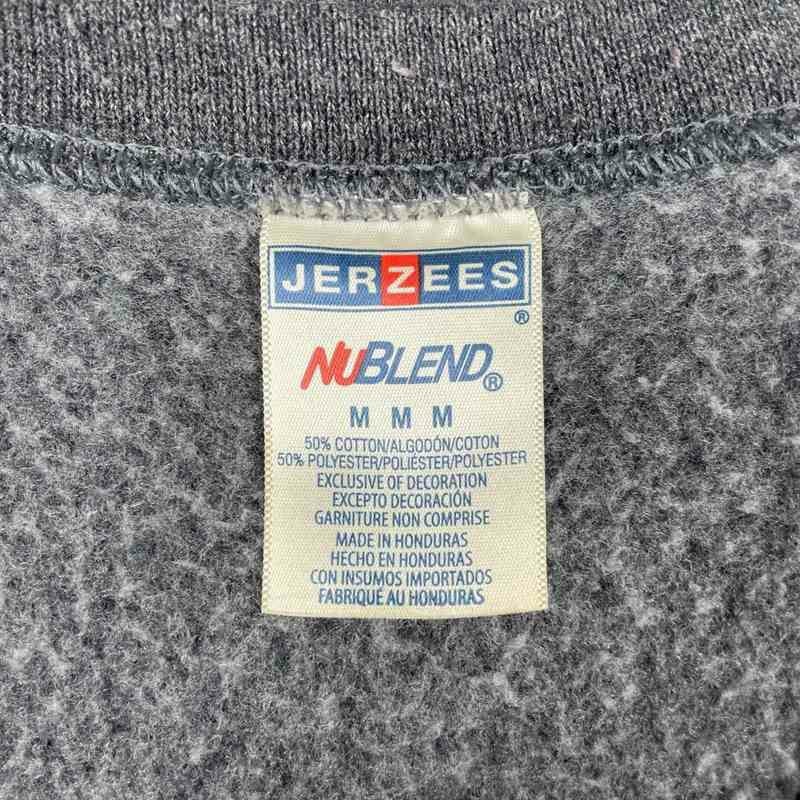 JERZEES
®
NUBLEND®
M M M
50% COTTON/ALGODÓN/COTON
50% POLYESTER/POLIÉSTER/POLYESTER
EXCLUSIVE OF DECORATION
EXCEPTO DECORACIÓN
GARNITURE NON COMPRISE
MADE IN HONDURAS
HECHO EN HONDURAS
CON INSUMOS IMPORTADOS
FABRIQUÉ AU HONDURAS